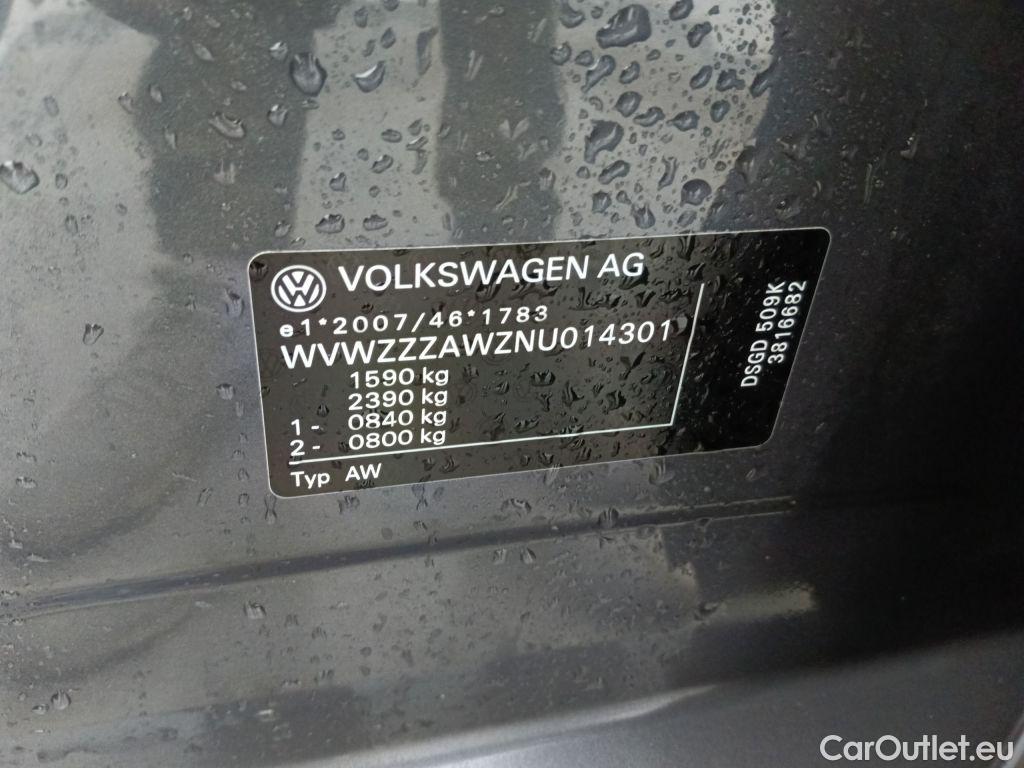 VOLKSWAGEN AG
e1*2007/46*1783
WVWZZZAWZNU014301
1590 kg
2390 kg
1 - 0840 kg
2 - 0800 kg
Typ AW
DSGD 509K
3816682
CarOutlet.eu